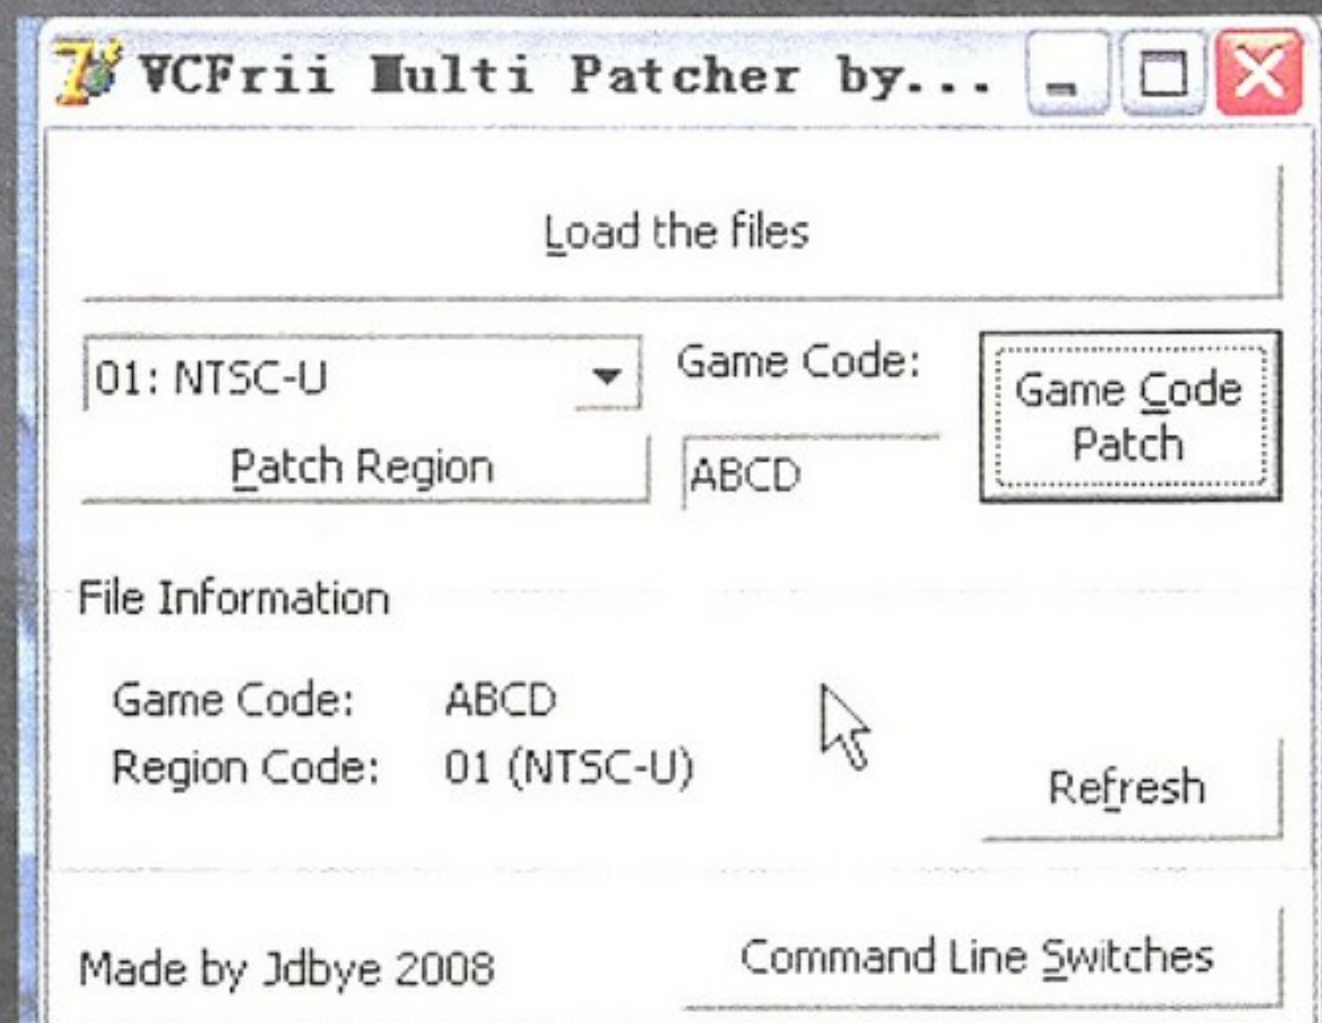 VCFrii Multi Patcher by...
Load the files
01: NTSC-U
Game Code:
Game Code
Patch
Patch Region
ABCD
File Information
Game Code: ABCD
Region Code: 01 (NTSC-U)
Refresh
Made by Jdbye 2008
Command Line Switches